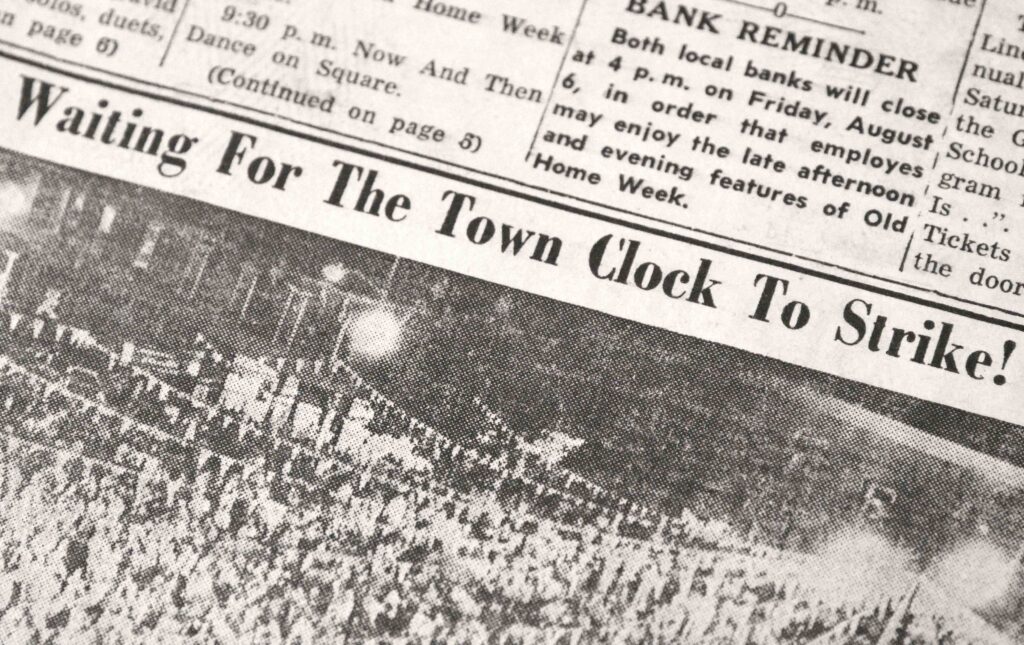 olos, duets,
n page 6)
Home Week
9:30 p. m. Now And Then
Dance on Square.
(Continued on page 5)
p. m.
BANK REMINDER
Both local banks will close
at 4 p. m. on Friday, August
6, in order that employes
may enjoy the late afternoon
and evening features of Old
Home Week.
Linc
nual
Satur
the G
School
gram
Is . .".
Tickets
the door
Waiting For The Town Clock To Strike!